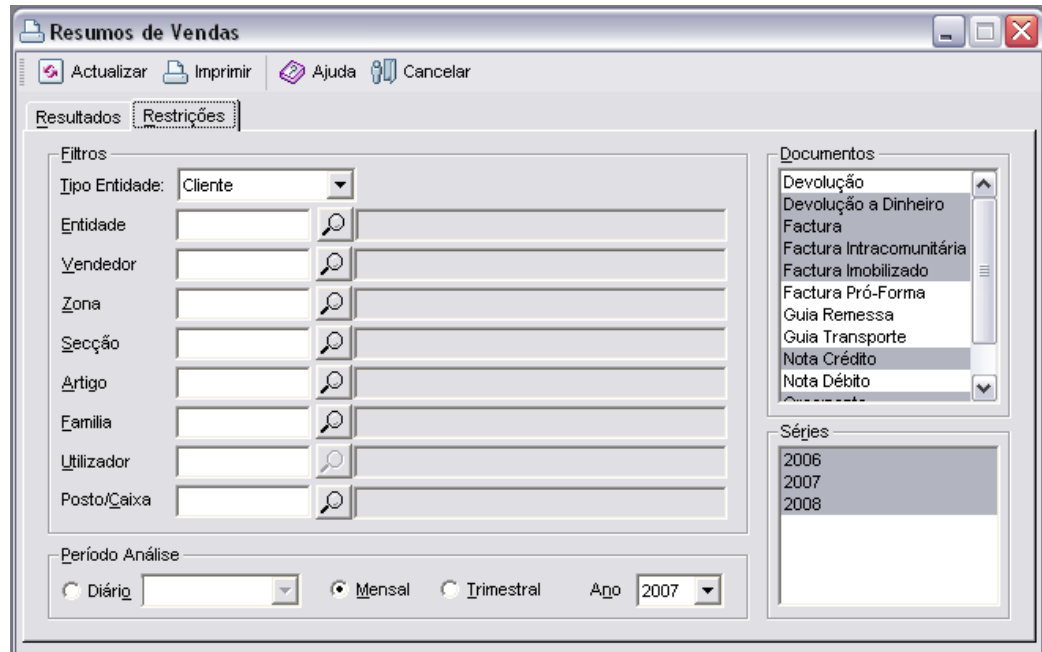 Resumos de Vendas
Actualizar Imprimir Ajuda Cancelar
Resultados Restrições
Filtros
Tipo Entidade: Cliente
Entidade
Vendedor
Zona
Secção
Artigo
Familia
Utilizador
Posto/Caixa
Período Análise
Diário Mensal Trimestral Ano 2007
Documentos
Devolução
Devolução a Dinheiro
Factura
Factura Intracomunitária
Factura Imobilizado
Factura Pró-Forma
Guia Remessa
Guia Transporte
Nota Crédito
Nota Débito
Séries
2006
2007
2008